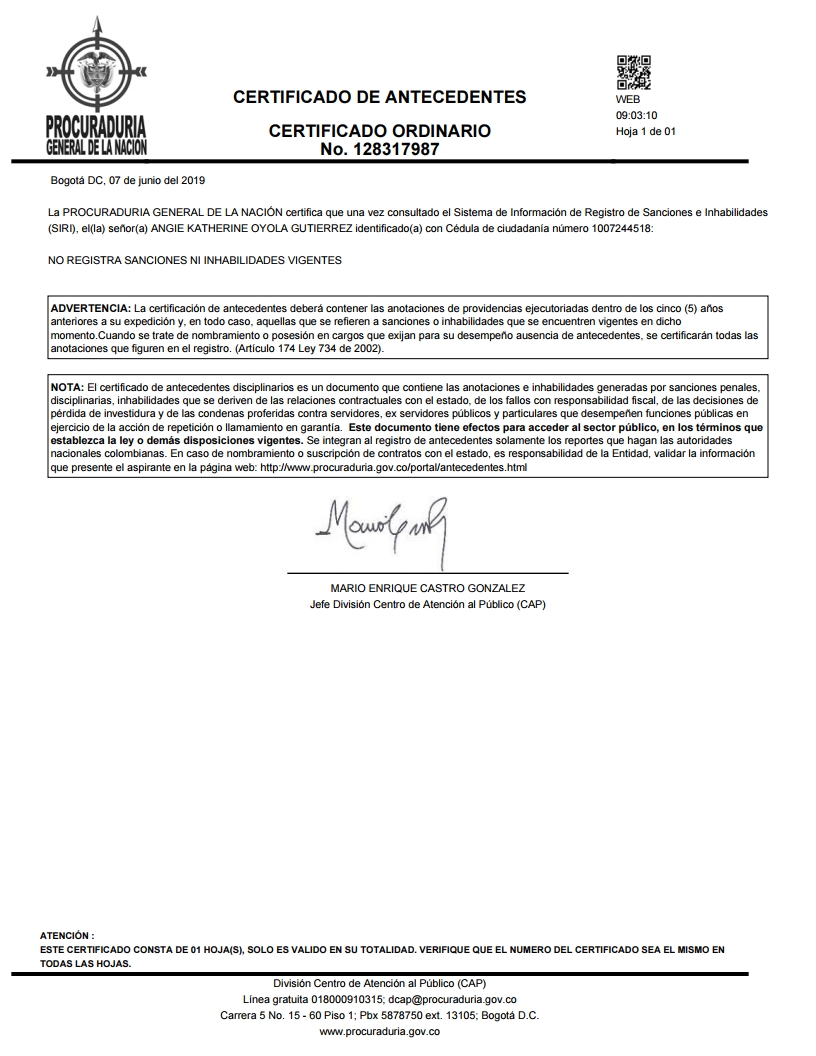 PROCURADURIA
GENERAL DE LA NACION
CERTIFICADO DE ANTECEDENTES
CERTIFICADO ORDINARIO
No. 128317987
WEB
09:03:10
Hoja 1 de 01
Bogotá DC, 07 de junio del 2019
La PROCURADURIA GENERAL DE LA NACIÓN certifica que una vez consultado el Sistema de Información de Registro de Sanciones e Inhabilidades
(SIRI), el(la) señor(a) ANGIE KATHERINE OYOLA GUTIERREZ identificado(a) con Cédula de ciudadanía número 1007244518:
NO REGISTRA SANCIONES NI INHABILIDADES VIGENTES
ADVERTENCIA: La certificación de antecedentes deberá contener las anotaciones de providencias ejecutoriadas dentro de los cinco (5) años
anteriores a su expedición y, en todo caso, aquellas que se refieren a sanciones o inhabilidades que se encuentren vigentes en dicho
momento.Cuando se trate de nombramiento o posesión en cargos que exijan para su desempeño ausencia de antecedentes, se certificarán todas las
anotaciones que figuren en el registro. (Artículo 174 Ley 734 de 2002).
NOTA: El certificado de antecedentes disciplinarios es un documento que contiene las anotaciones e inhabilidades generadas por sanciones penales,
disciplinarias, inhabilidades que se deriven de las relaciones contractuales con el estado, de los fallos con responsabilidad fiscal, de las decisiones de
pérdida de investidura y de las condenas proferidas contra servidores, ex servidores públicos y particulares que desempeñen funciones públicas en
ejercicio de la acción de repetición o llamamiento en garantía. Este documento tiene efectos para acceder al sector público, en los términos que
establezca la ley o demás disposiciones vigentes. Se integran al registro de antecedentes solamente los reportes que hagan las autoridades
nacionales colombianas. En caso de nombramiento o suscripción de contratos con el estado, es responsabilidad de la Entidad, validar la información
que presente el aspirante en la página web: http://www.procuraduria.gov.co/portal/antecedentes.html
MARIO ENRIQUE CASTRO GONZALEZ
Jefe División Centro de Atención al Público (CAP)
ATENCIÓN :
ESTE CERTIFICADO CONSTA DE 01 HOJA(S), SOLO ES VALIDO EN SU TOTALIDAD. VERIFIQUE QUE EL NUMERO DEL CERTIFICADO SEA EL MISMO EN
TODAS LAS HOJAS.
División Centro de Atención al Público (CAP)
Línea gratuita 018000910315; dcap@procuraduria.gov.co
Carrera 5 No. 15 - 60 Piso 1; Pbx 5878750 ext. 13105; Bogotá D.C.
www.procuraduria.gov.co